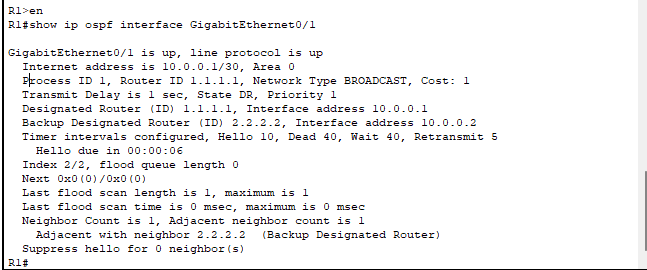 R1>en
R1#show ip ospf interface GigabitEthernet0/1
GigabitEthernet0/1 is up, line protocol is up
Internet address is 10.0.0.1/30, Area 0
Process ID 1, Router ID 1.1.1.1, Network Type BROADCAST, Cost: 1
Transmit Delay is 1 sec, State DR, Priority 1
Designated Router (ID) 1.1.1.1, Interface address 10.0.0.1
Backup Designated Router (ID) 2.2.2.2, Interface address 10.0.0.2
Timer intervals configured, Hello 10, Dead 40, Wait 40, Retransmit 5
Hello due in 00:00:06
Index 2/2, flood queue length 0
Next 0x0(0)/0x0(0)
Last flood scan length is 1, maximum is 1
Last flood scan time is 0 msec, maximum is 0 msec
Neighbor Count is 1, Adjacent neighbor count is 1
Adjacent with neighbor 2.2.2.2 (Backup Designated Router)
Suppress hello for 0 neighbor(s)
R1#